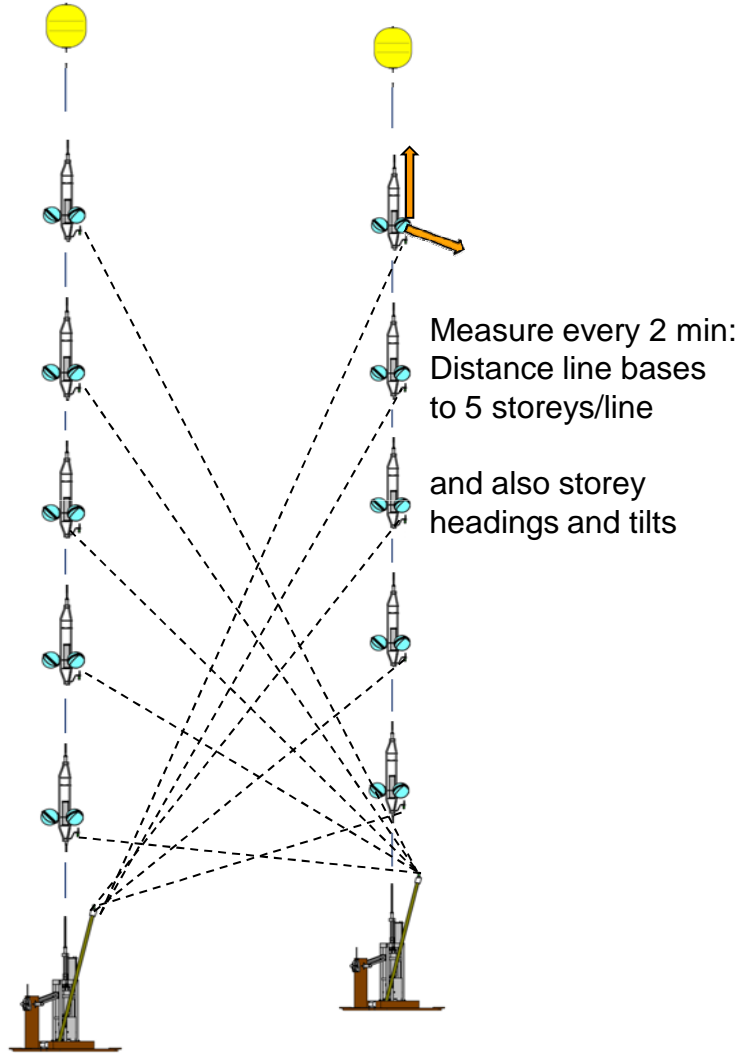 Measure every 2 min:
Distance line bases
to 5 storeys/line
and also storey
headings and tilts